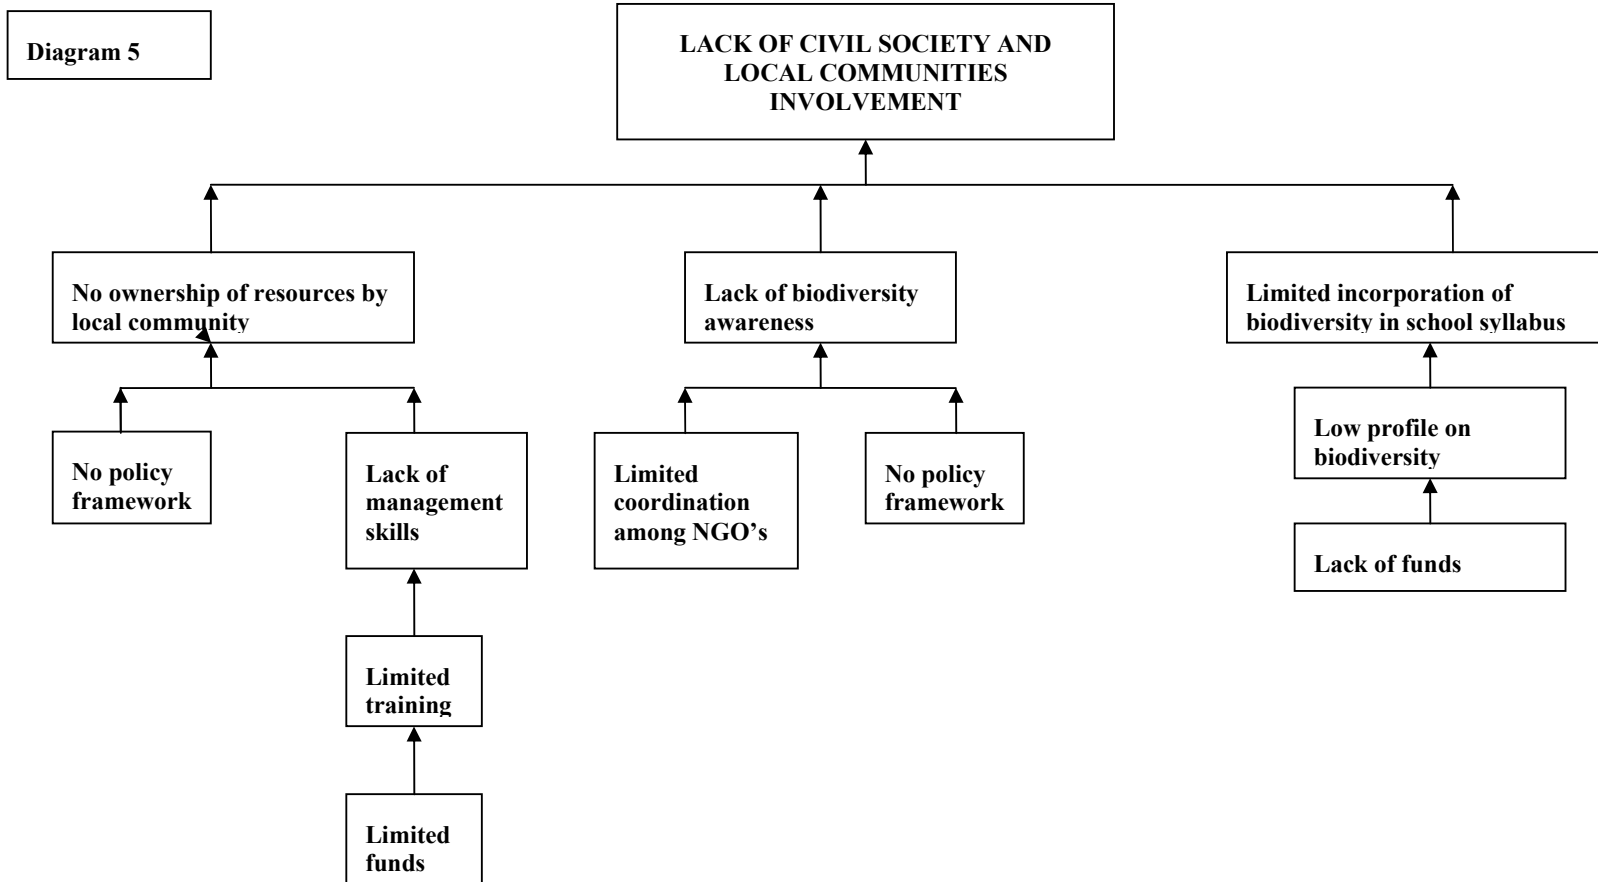 Diagram 5
LACK OF CIVIL SOCIETY AND
LOCAL COMMUNITIES
INVOLVEMENT
No ownership of resources by
local community
Lack of biodiversity
awareness
Limited incorporation of
biodiversity in school syllabus
No policy
framework
Lack of
management
skills
Limited
coordination
among NGO’s
No policy
framework
Low profile on
biodiversity
Lack of funds
Limited
training
Limited
funds